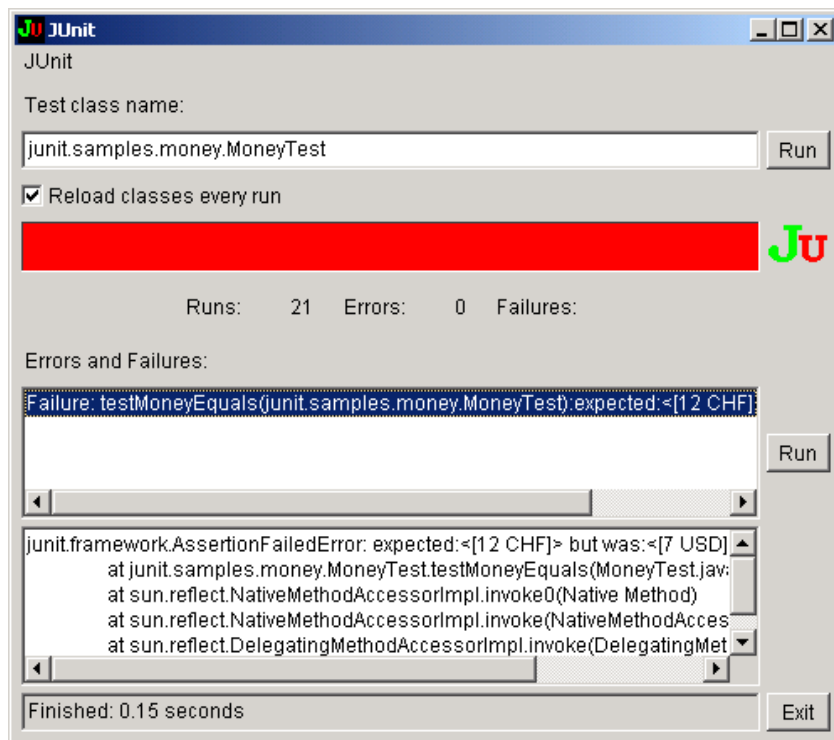 JU JUnit
JUnit
Test class name:
junit.samples.money.MoneyTest
Run
Reload classes every run
JU
Runs: 21 Errors: 0 Failures:
Errors and Failures:
Failure: testMoneyEquals(junit.samples.money.MoneyTest):expected:<[12 CHF]
Run
junit.framework.AssertionFailedError: expected:<[12 CHF]> but was:<[7 USD]
at junit.samples.money.MoneyTest.testMoneyEquals(MoneyTest.java
at sun.reflect.NativeMethodAccessorImpl.invoke0(Native Method)
at sun.reflect.NativeMethodAccessorImpl.invoke(NativeMethodAcces
at sun.reflect.DelegatingMethodAccessorImpl.invoke(DelegatingMet
Finished: 0.15 seconds
Exit